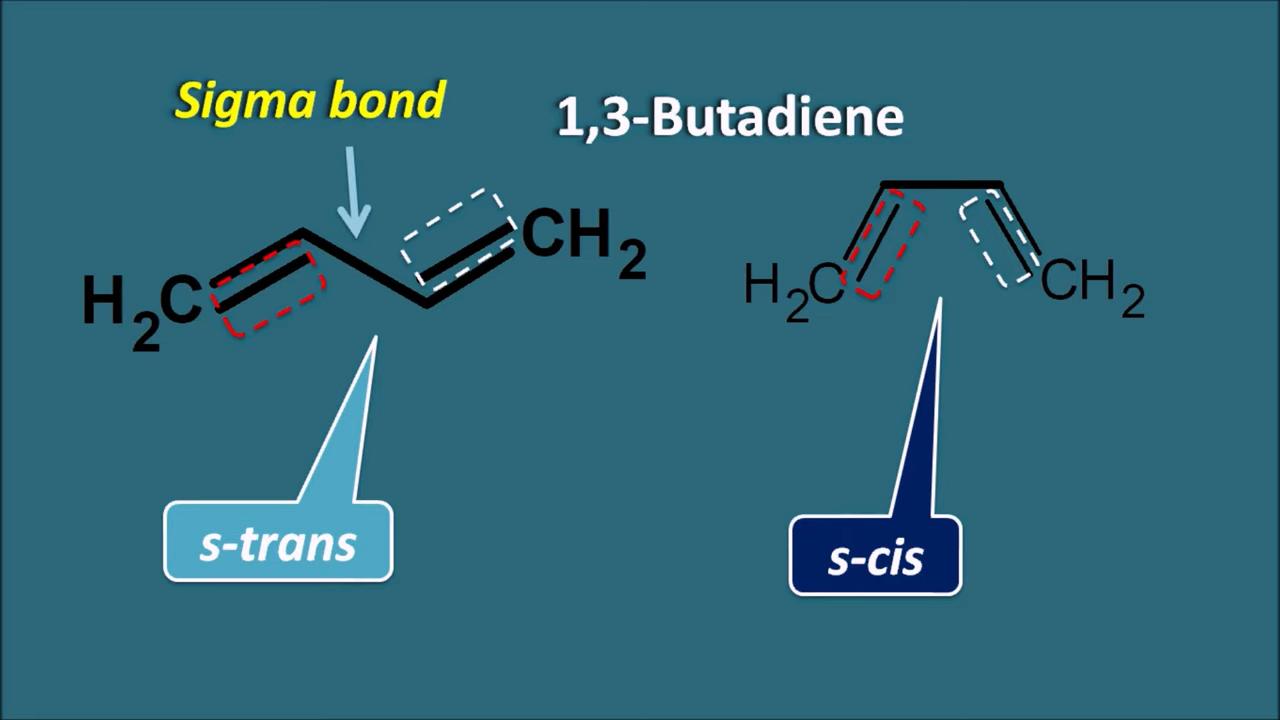 Sigma bond
1,3-Butadiene
H2C CH2
H2C CH2
s-trans
s-cis